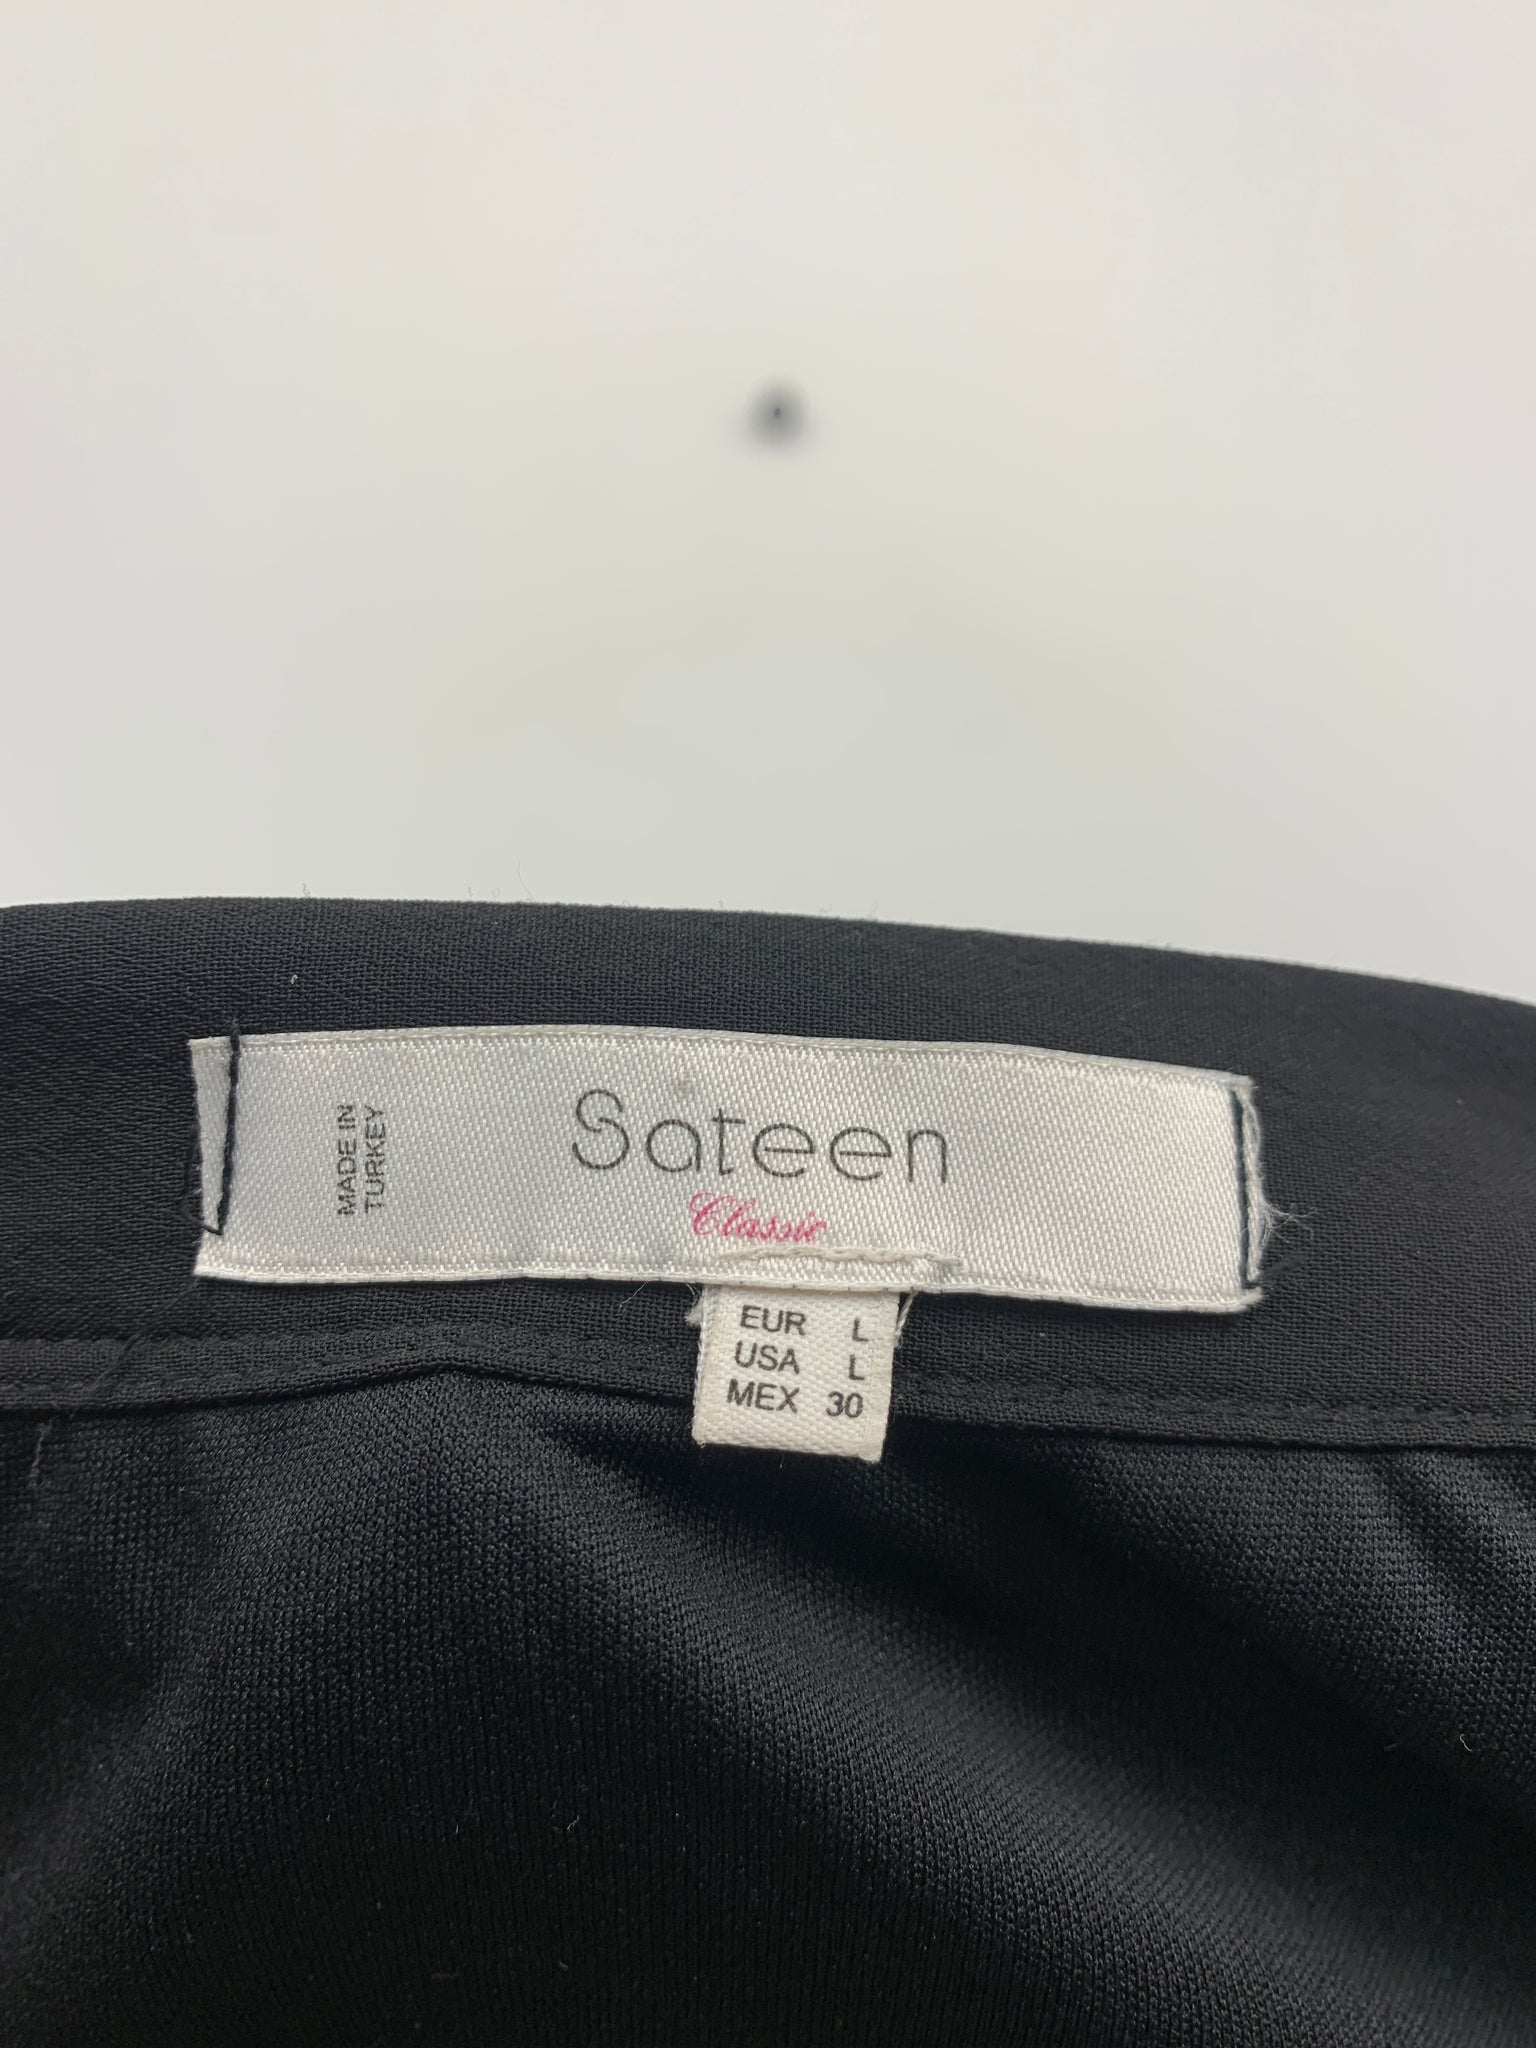 MADE IN
TURKEY
Sateen
Classic
EUR L
USA L
MEX 30